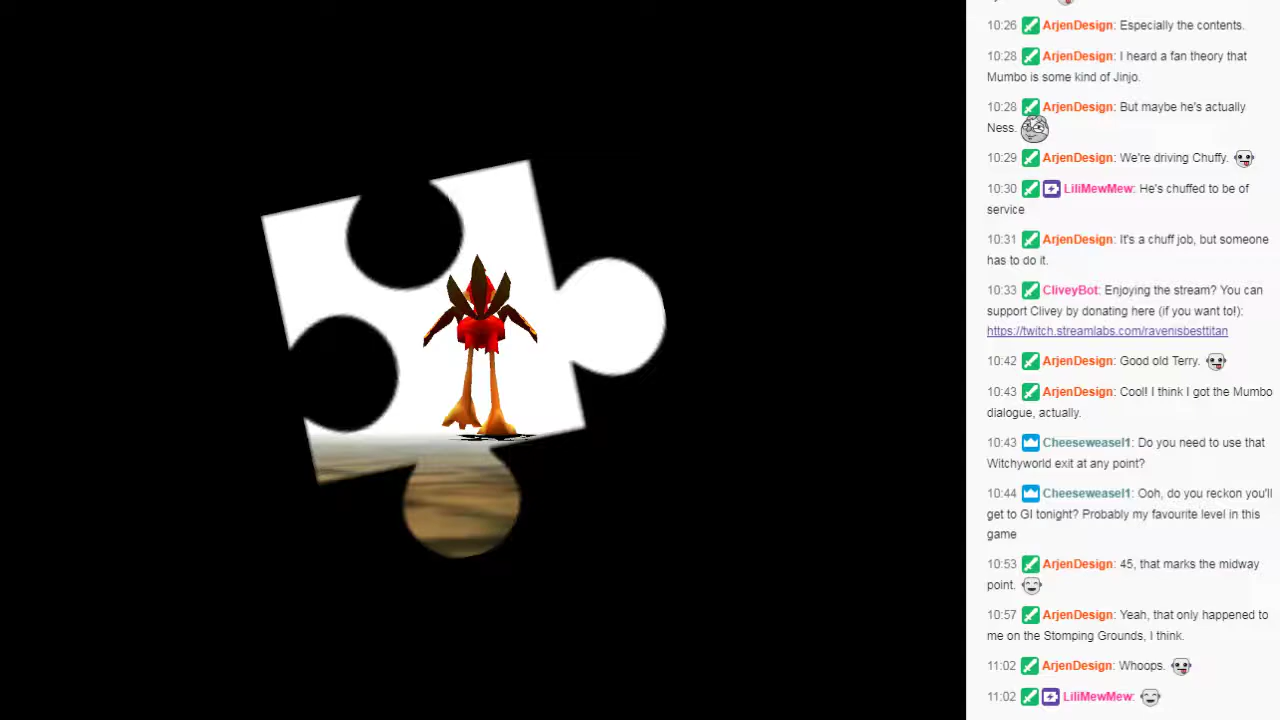 10:26 ArjenDesign: Especially the contents.
10:28 ArjenDesign: I heard a fan theory that
Mumbo is some kind of Jinjo.
10:28 ArjenDesign: But maybe he's actually
Ness.
10:29 ArjenDesign: We're driving Chuffy.
10:30 LiliMewMew: He's chuffed to be of
service
10:31 ArjenDesign: It's a chuff job, but someone
has to do it.
10:33 CliveyBot: Enjoying the stream? You can
support Clivey by donating here (if you want to!):
https://twitch.streamlabs.com/ravenisbesttitan
10:42 ArjenDesign: Good old Terry.
10:43 ArjenDesign: Cool! I think I got the Mumbo
dialogue, actually.
10:43 Cheeseweasel1: Do you need to use that
Witchyworld exit at any point?
10:44 Cheeseweasel1: Ooh, do you reckon you'll
get to GI tonight? Probably my favourite level in this
game
10:53 ArjenDesign: 45, that marks the midway
point.
10:57 ArjenDesign: Yeah, that only happened to
me on the Stomping Grounds, I think.
11:02 ArjenDesign: Whoops.
11:02 LiliMewMew: